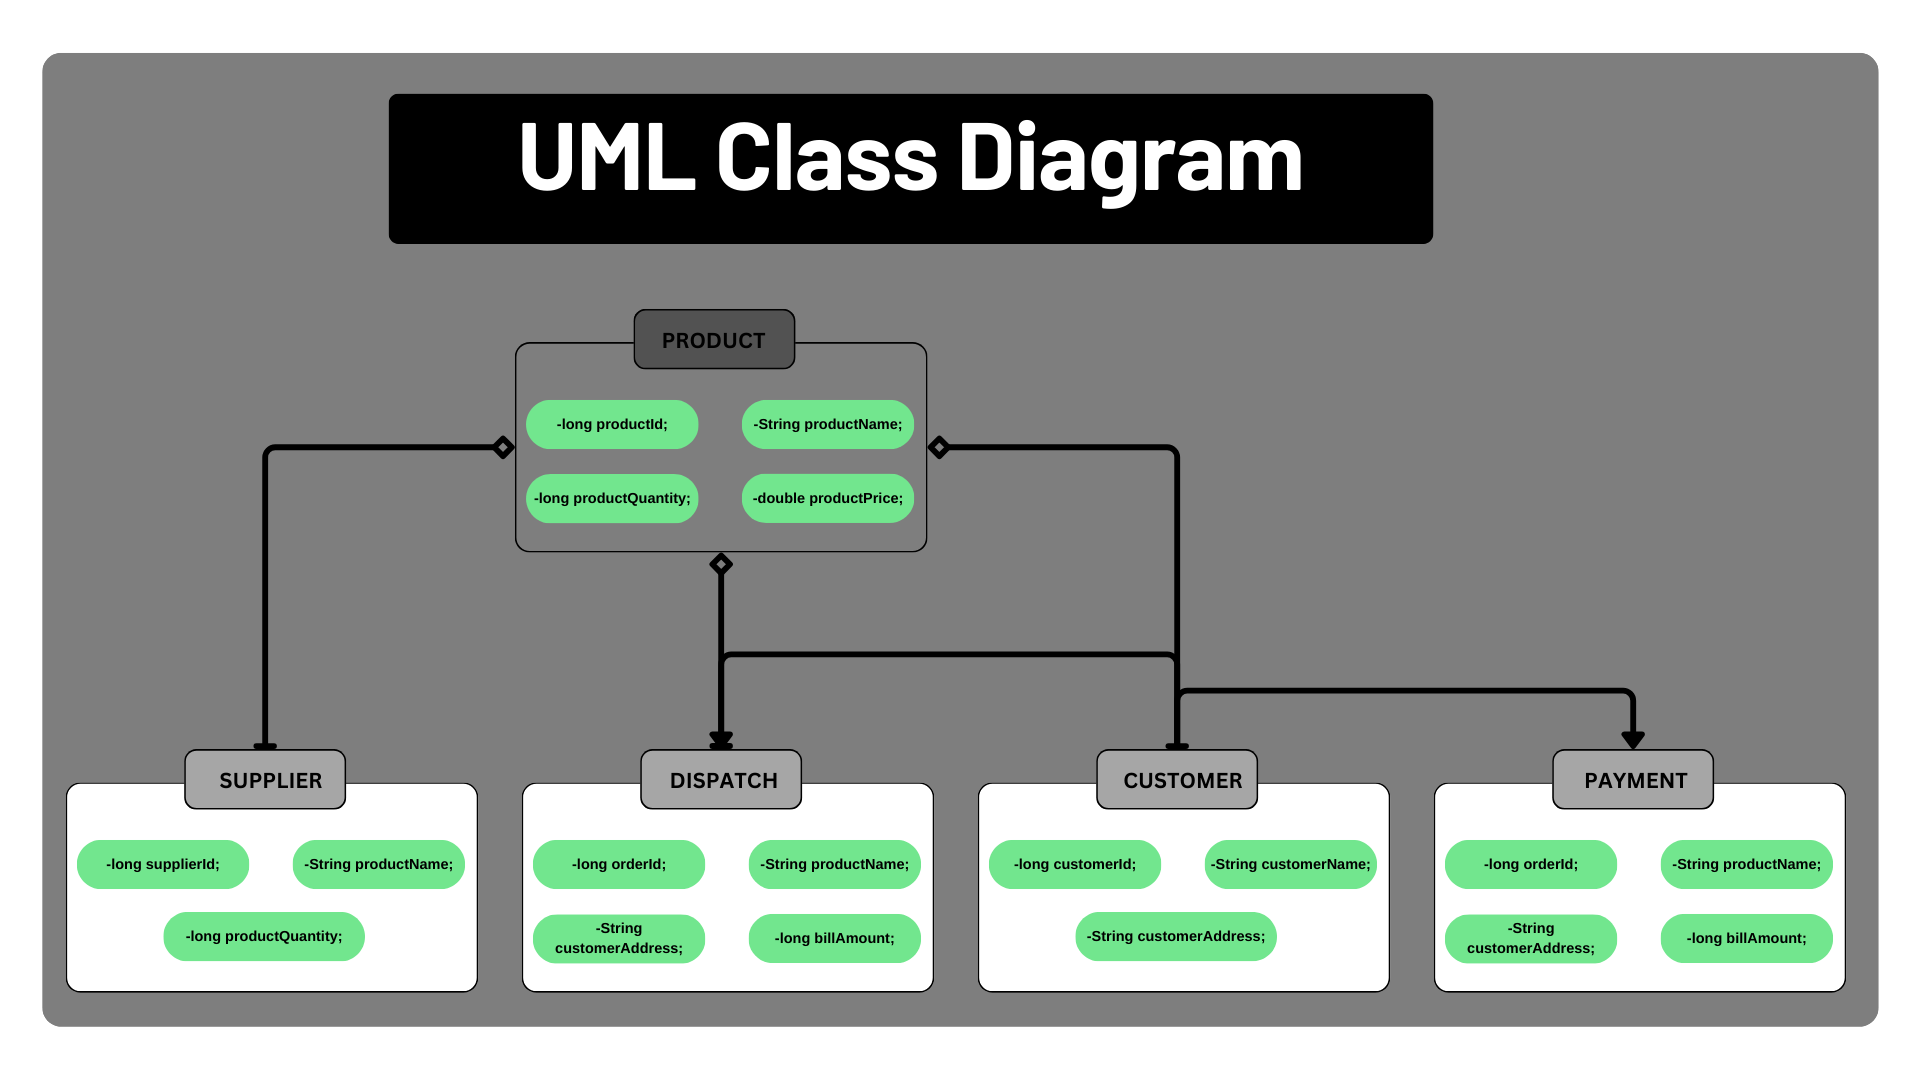 UML Class Diagram
PRODUCT
-long productId;
-String productName;
-long productQuantity;
-double productPrice;
SUPPLIER
-long supplierId;
-String productName;
-long productQuantity;
DISPATCH
-long orderId;
-String productName;
-String
customerAddress;
-long billAmount;
CUSTOMER
-long customerId;
-String customerName;
-String customerAddress;
PAYMENT
-long orderId;
-String productName;
-String
customerAddress;
-long billAmount;